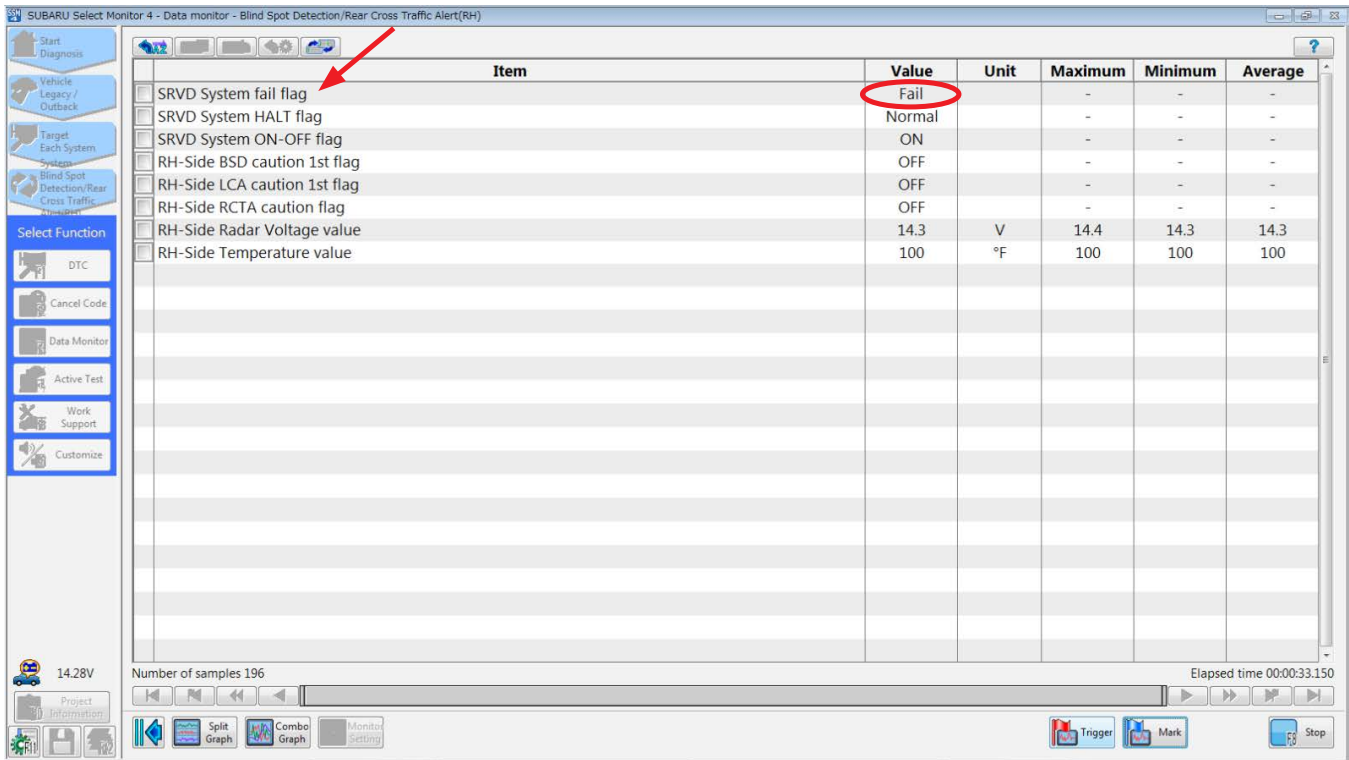 SUBARU Select Monitor 4 - Data monitor - Blind Spot Detection/Rear Cross Traffic Alert(RH)
Start
Diagnosis
Vehicle
Legacy /
Outback
Target
Each System
System
Blind Spot
Detection/Rear
Cross Traffic
Alert(RH)
Select Function
DTC
Cancel Code
Data Monitor
Active Test
Work
Support
Customize
14.28V
Project
Information
F11
F12
?
Item Value Unit Maximum Minimum Average
SRVD System fail flag Fail - - -
SRVD System HALT flag Normal - - -
SRVD System ON-OFF flag ON - - -
RH-Side BSD caution 1st flag OFF - - -
RH-Side LCA caution 1st flag OFF - - -
RH-Side RCTA caution flag OFF - - -
RH-Side Radar Voltage value 14.3 V 14.4 14.3 14.3
RH-Side Temperature value 100 °F 100 100 100
Number of samples 196 Elapsed time 00:00:33.150
Split
Graph
Combo
Graph
Monitor
Setting
Trigger
Mark
F8 Stop